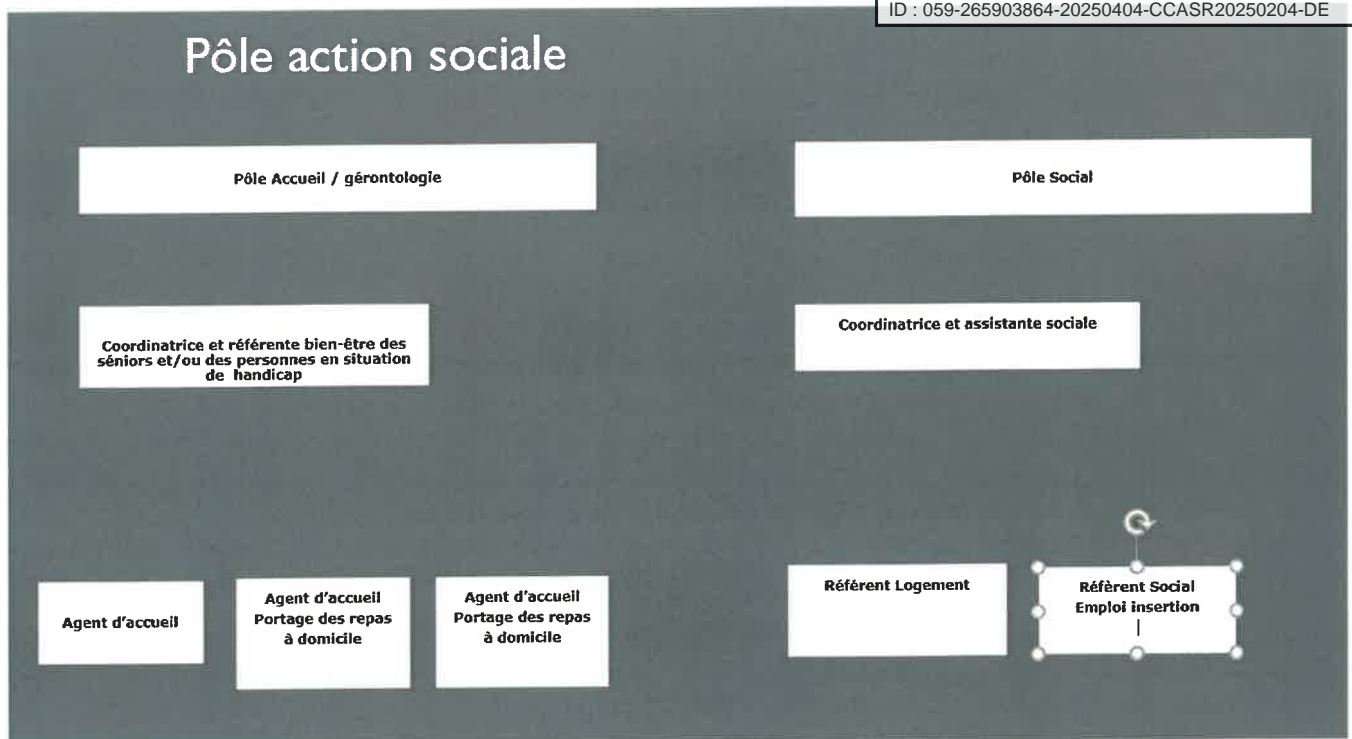 ID : 059-265903864-20250404-CCASR20250204-DE
Pôle action sociale
Pôle Accueil / gérontologie
Pôle Social
Coordinatrice et référente bien-être des
séniors et/ou des personnes en situation
de handicap
Coordinatrice et assistante sociale
Agent d'accueil
Agent d'accueil
Portage des repas
à domicile
Agent d'accueil
Portage des repas
à domicile
Référent Logement
Réfèrent Social
Emploi insertion